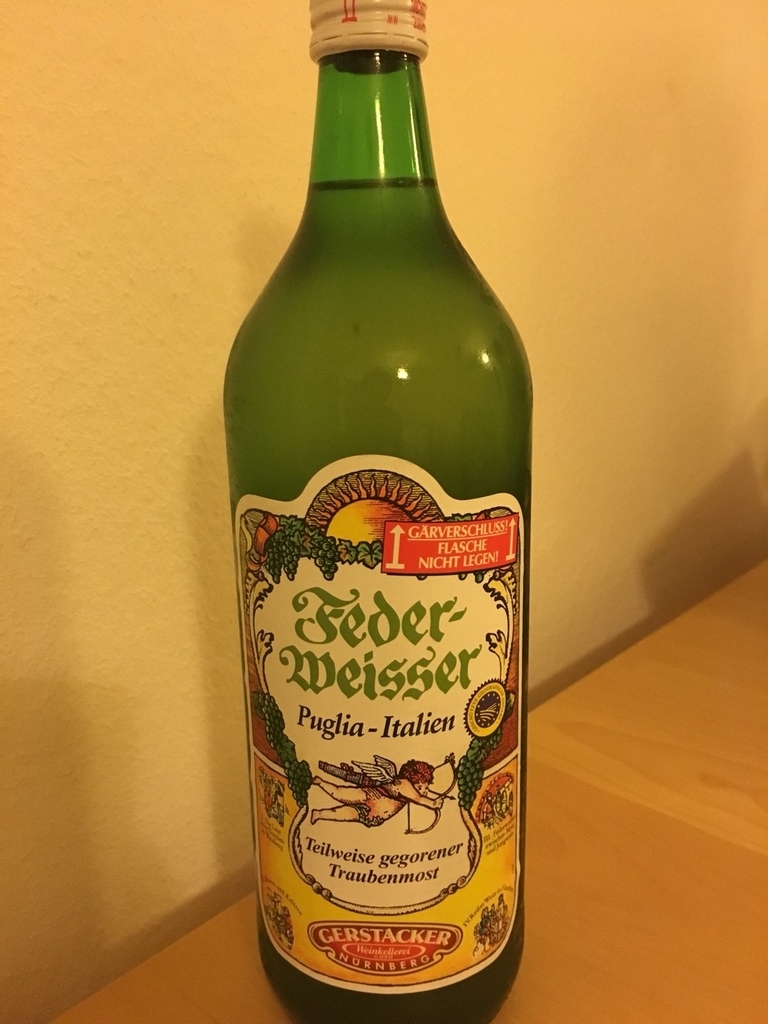 GÄRVERSCHLUSS!
FLASCHE
NICHT LEGEN!
Feder-
Weisser
Puglia - Italien
Teilweise gegorener
Traubenmost
GERSTACKER
Weinkellerei
NÜRNBERG